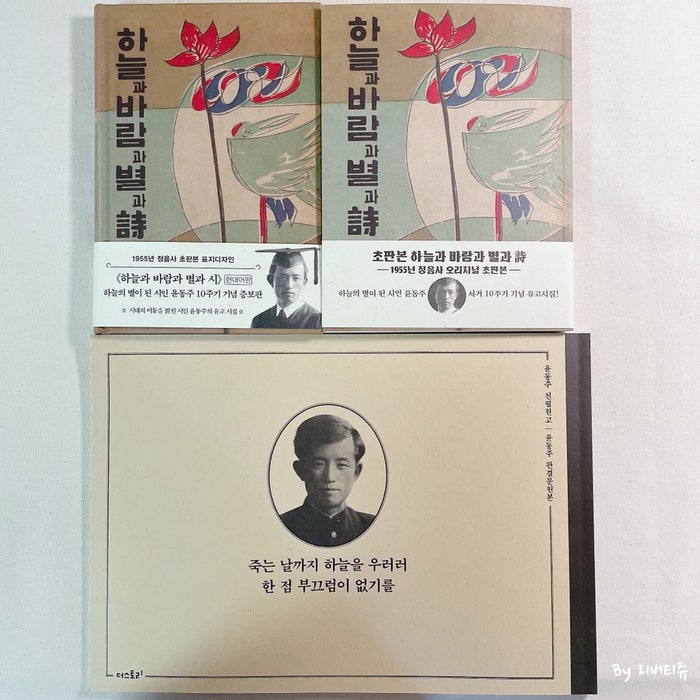 하늘과 바람과 별과 詩
1955년 정음사 초판본 표지디자인
《하늘과 바람과 별과 시》 현대어판
하늘의 별이 된 시인 윤동주 10주기 기념 증보판
☆ 시대의 어둠을 밝힌 시인 윤동주의 유고 시집 ☆
하늘과 바람과 별과 詩
초판본 하늘과 바람과 별과 詩
— 1955년 정음사 오리지널 초판본 —
하늘의 별이 된 시인 윤동주 서거 10주기 기념 유고시집!
윤동주 친필원고 | 윤동주 판결문원본
죽는 날까지 하늘을 우러러
한 점 부끄럼이 없기를
더스토리
By 리버티쥬